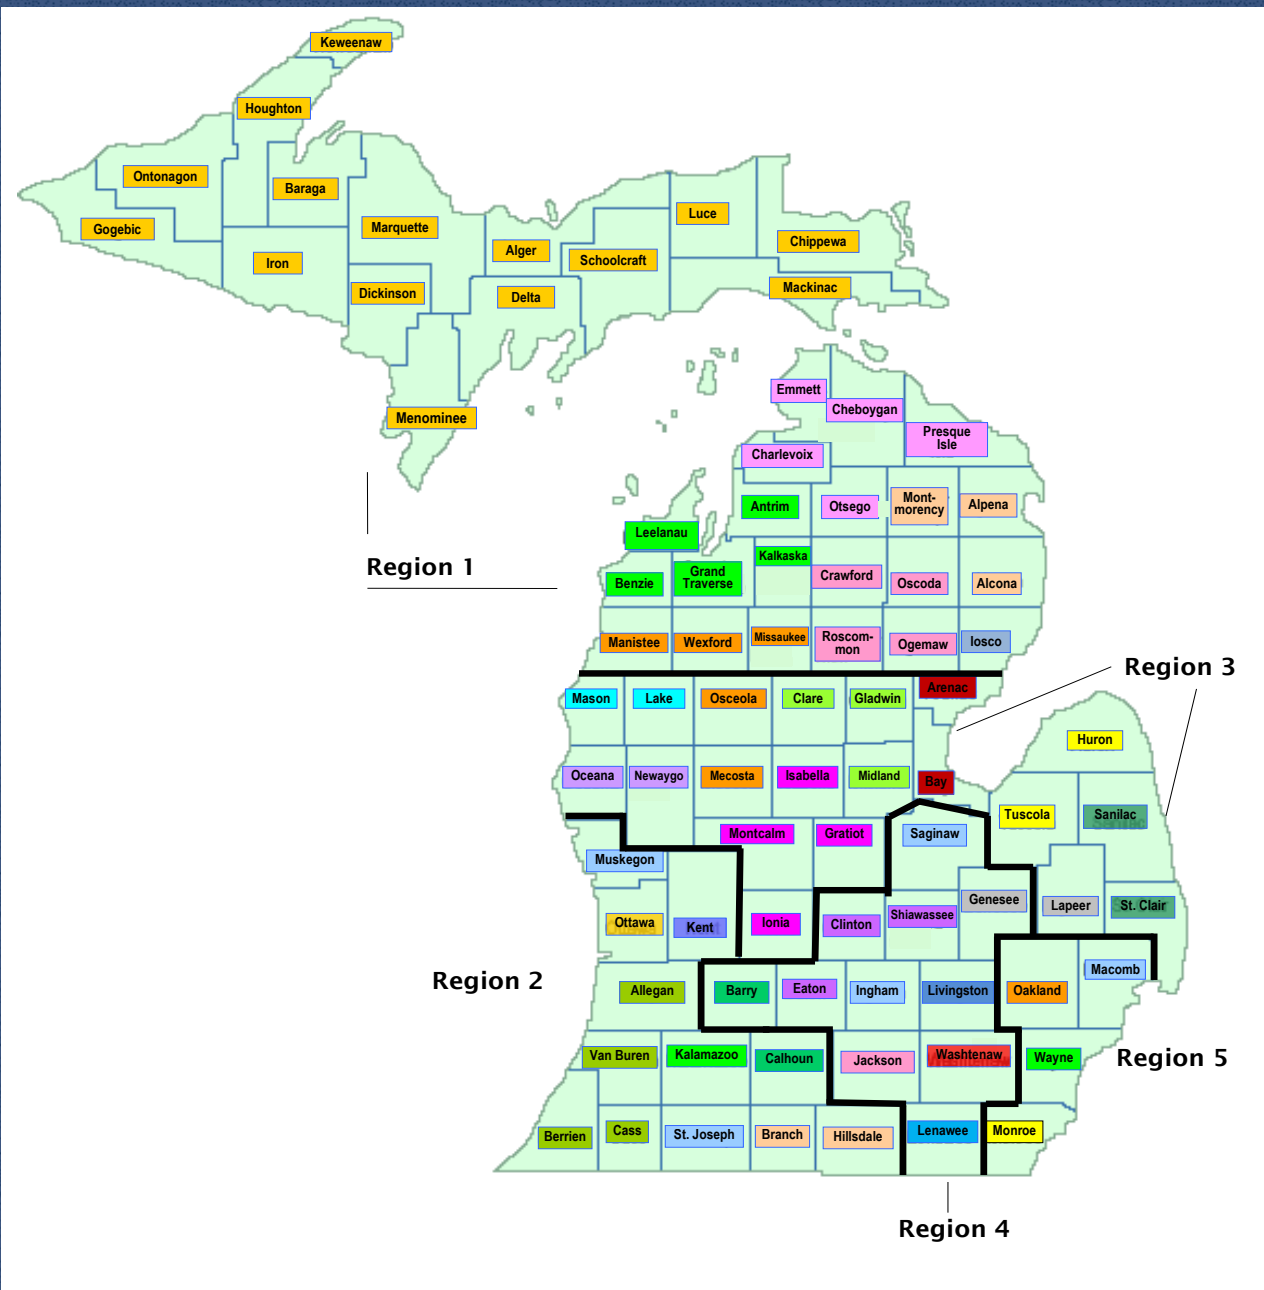 Keweenaw
Houghton
Ontonagon
Baraga
Gogebic
Marquette
Luce
Iron
Alger
Schoolcraft
Chippewa
Dickinson
Delta
Mackinac
Menominee
Emmett
Cheboygan
Presque
Isle
Charlevoix
Antrim
Otsego
Mont-
morency
Alpena
Leelanau
Kalkaska
Region 1
Benzie
Grand
Traverse
Crawford
Oscoda
Alcona
Manistee
Wexford
Missaukee
Roscom-
mon
Ogemaw
Iosco
Region 3
Mason
Lake
Osceola
Clare
Gladwin
Arenac
Huron
Oceana
Newaygo
Mecosta
Isabella
Midland
Bay
Tuscola
Sanilac
Montcalm
Gratiot
Saginaw
Muskegon
Ottawa
Kent
Ionia
Clinton
Shiawassee
Genesee
Lapeer
St. Clair
Region 2
Allegan
Barry
Eaton
Ingham
Livingston
Oakland
Macomb
Van Buren
Kalamazoo
Calhoun
Jackson
Washtenaw
Wayne
Region 5
Berrien
Cass
St. Joseph
Branch
Hillsdale
Lenawee
Monroe
Region 4